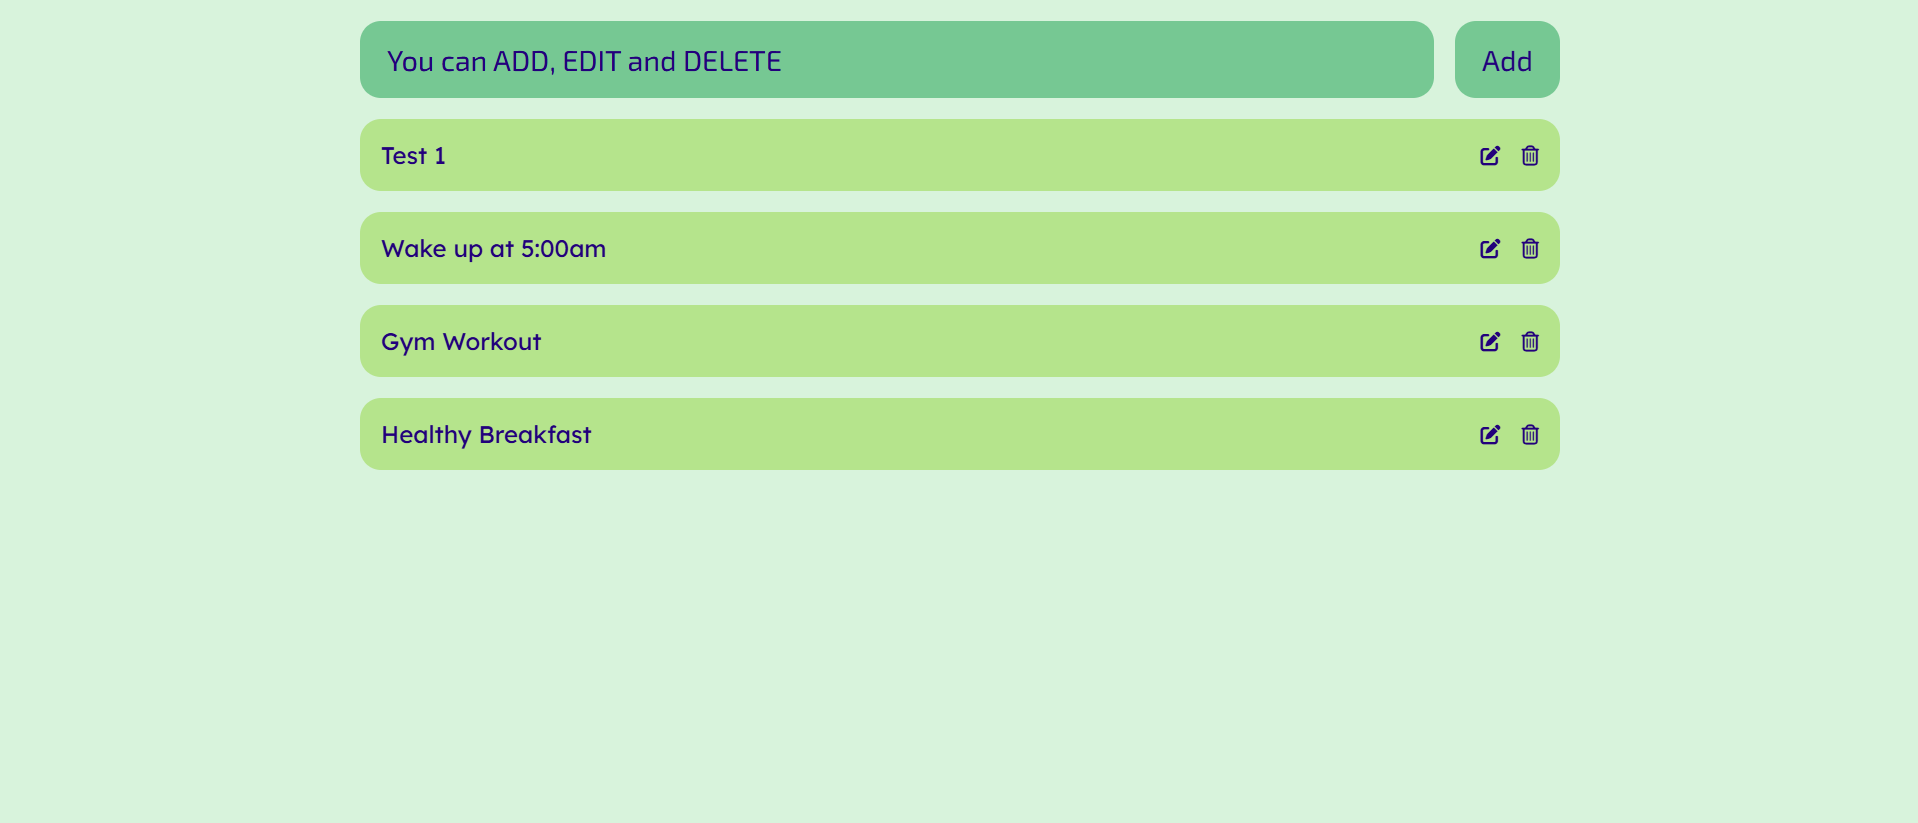 You can ADD, EDIT and DELETE
Add
Test 1
Wake up at 5:00am
Gym Workout
Healthy Breakfast